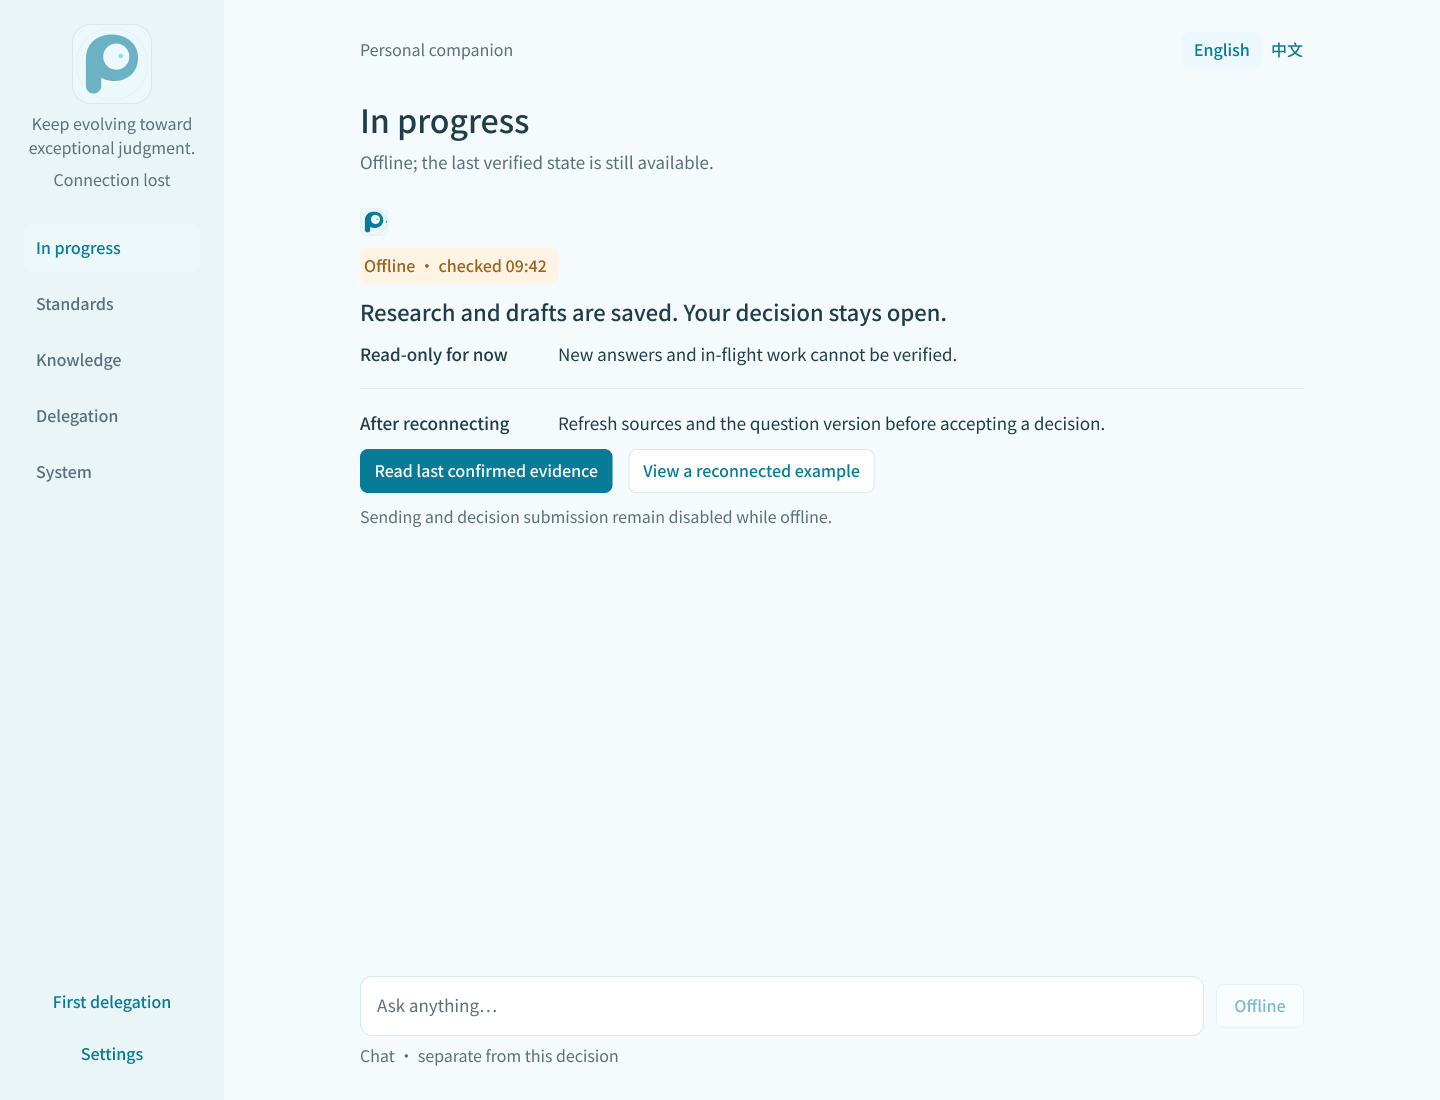 Keep evolving toward
exceptional judgment.
Connection lost
In progress
Standards
Knowledge
Delegation
System
First delegation
Settings
Personal companion
English 中文
In progress
Offline; the last verified state is still available.
Offline • checked 09:42
Research and drafts are saved. Your decision stays open.
Read-only for now New answers and in-flight work cannot be verified.
After reconnecting Refresh sources and the question version before accepting a decision.
Read last confirmed evidence View a reconnected example
Sending and decision submission remain disabled while offline.
Ask anything… Offline
Chat • separate from this decision